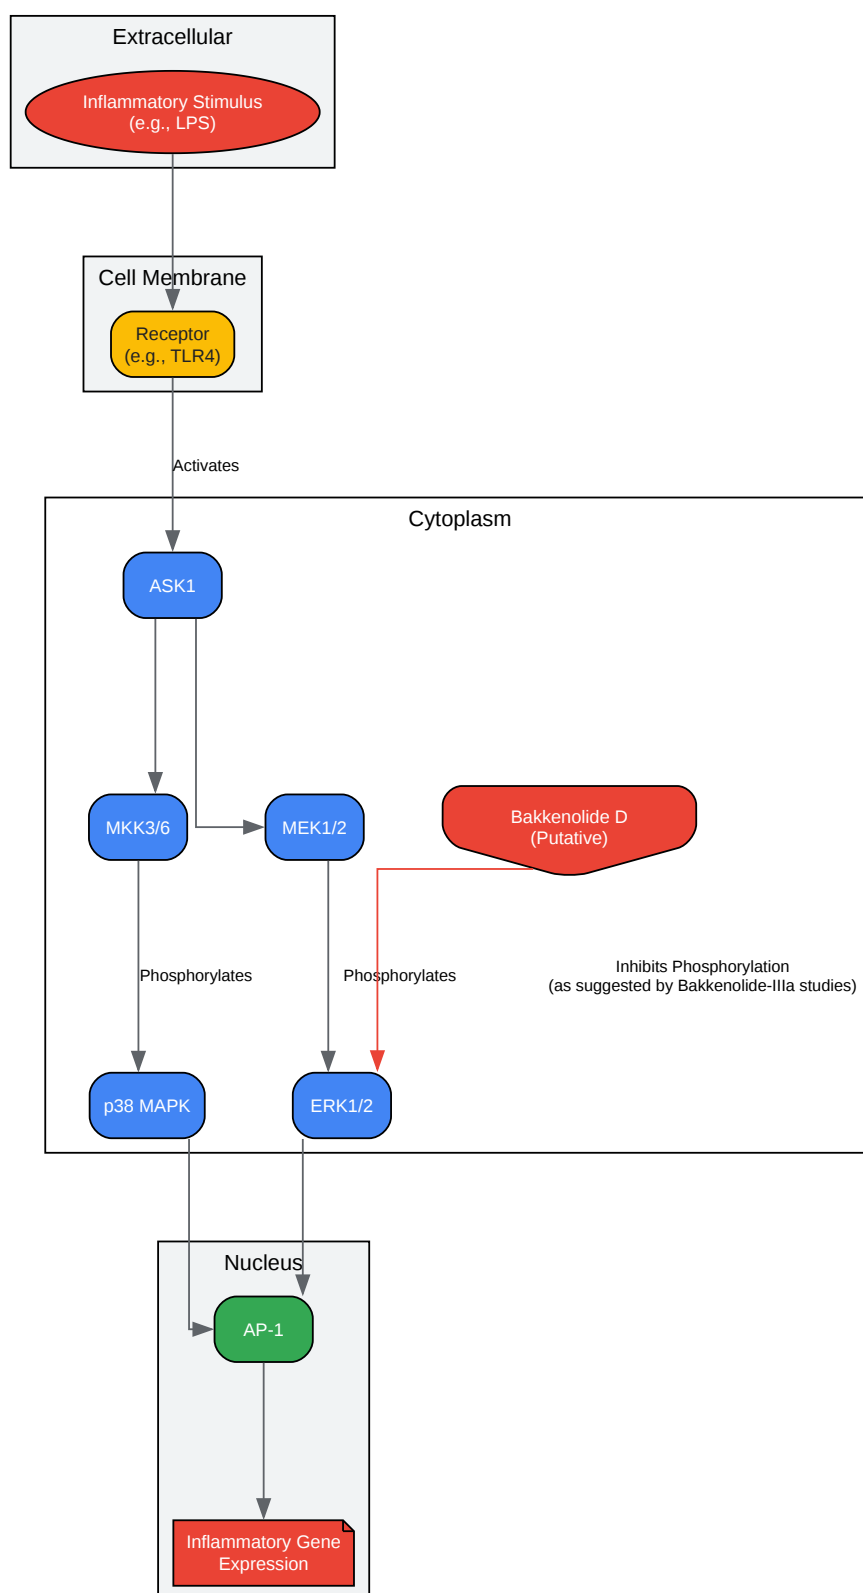 Extracellular
Inflammatory Stimulus
(e.g., LPS)
Cell Membrane
Receptor
(e.g., TLR4)
Activates
Cytoplasm
ASK1
MKK3/6
MEK1/2
Bakkenolide D
(Putative)
Phosphorylates
Phosphorylates
Inhibits Phosphorylation
(as suggested by Bakkenolide-IIIa studies)
p38 MAPK
ERK1/2
Nucleus
AP-1
Inflammatory Gene
Expression